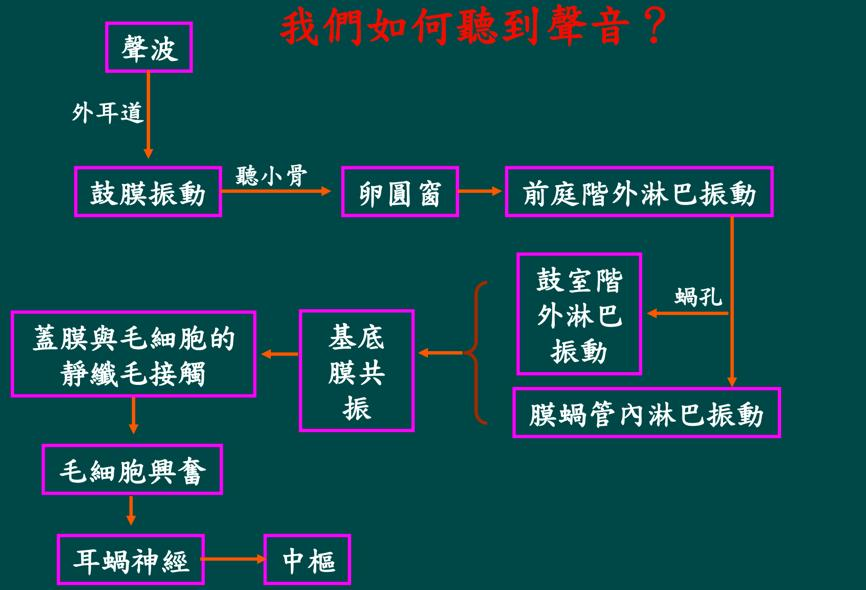 我們如何聽到聲音？
聲波
外耳道
鼓膜振動
聽小骨
卵圓窗
前庭階外淋巴振動
蝸孔
鼓室階
外淋巴
振動
膜蝸管內淋巴振動
基底
膜共
振
蓋膜與毛細胞的
靜纖毛接觸
毛細胞興奮
耳蝸神經
中樞